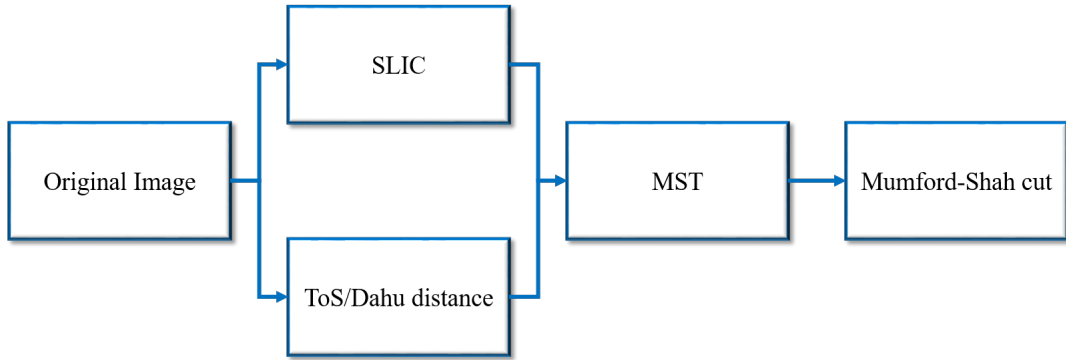 SLIC
Original Image
MST
Mumford-Shah cut
ToS/Dahu distance